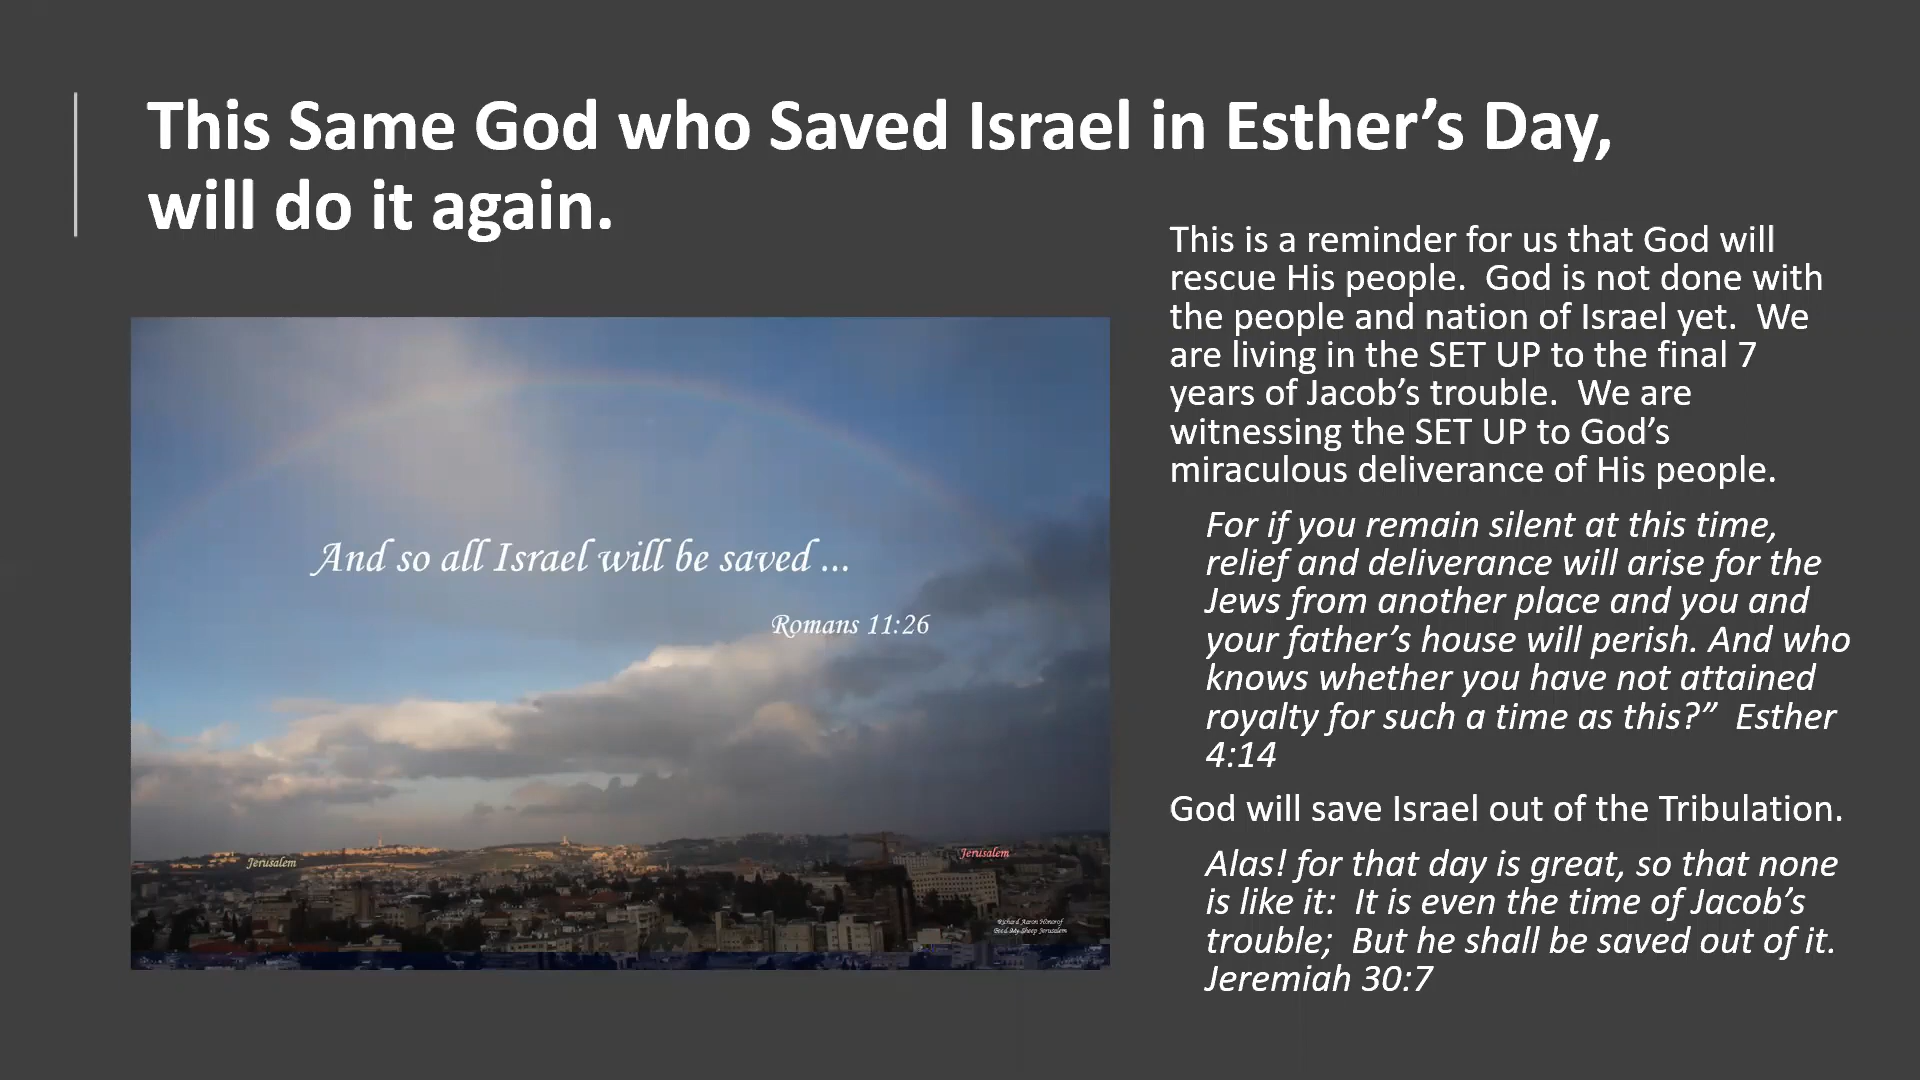 This Same God who Saved Israel in Esther’s Day,
will do it again.
And so all Israel will be saved ...
Romans 11:26
Jerusalem
Jerusalem
Richard Aaron Honorof
Feed My Sheep Jerusalem
This is a reminder for us that God will
rescue His people.  God is not done with
the people and nation of Israel yet.  We
are living in the SET UP to the final 7
years of Jacob’s trouble.  We are
witnessing the SET UP to God’s
miraculous deliverance of His people.
For if you remain silent at this time,
relief and deliverance will arise for the
Jews from another place and you and
your father’s house will perish. And who
knows whether you have not attained
royalty for such a time as this?”  Esther
4:14
God will save Israel out of the Tribulation.
Alas! for that day is great, so that none
is like it:  It is even the time of Jacob’s
trouble;  But he shall be saved out of it.
Jeremiah 30:7